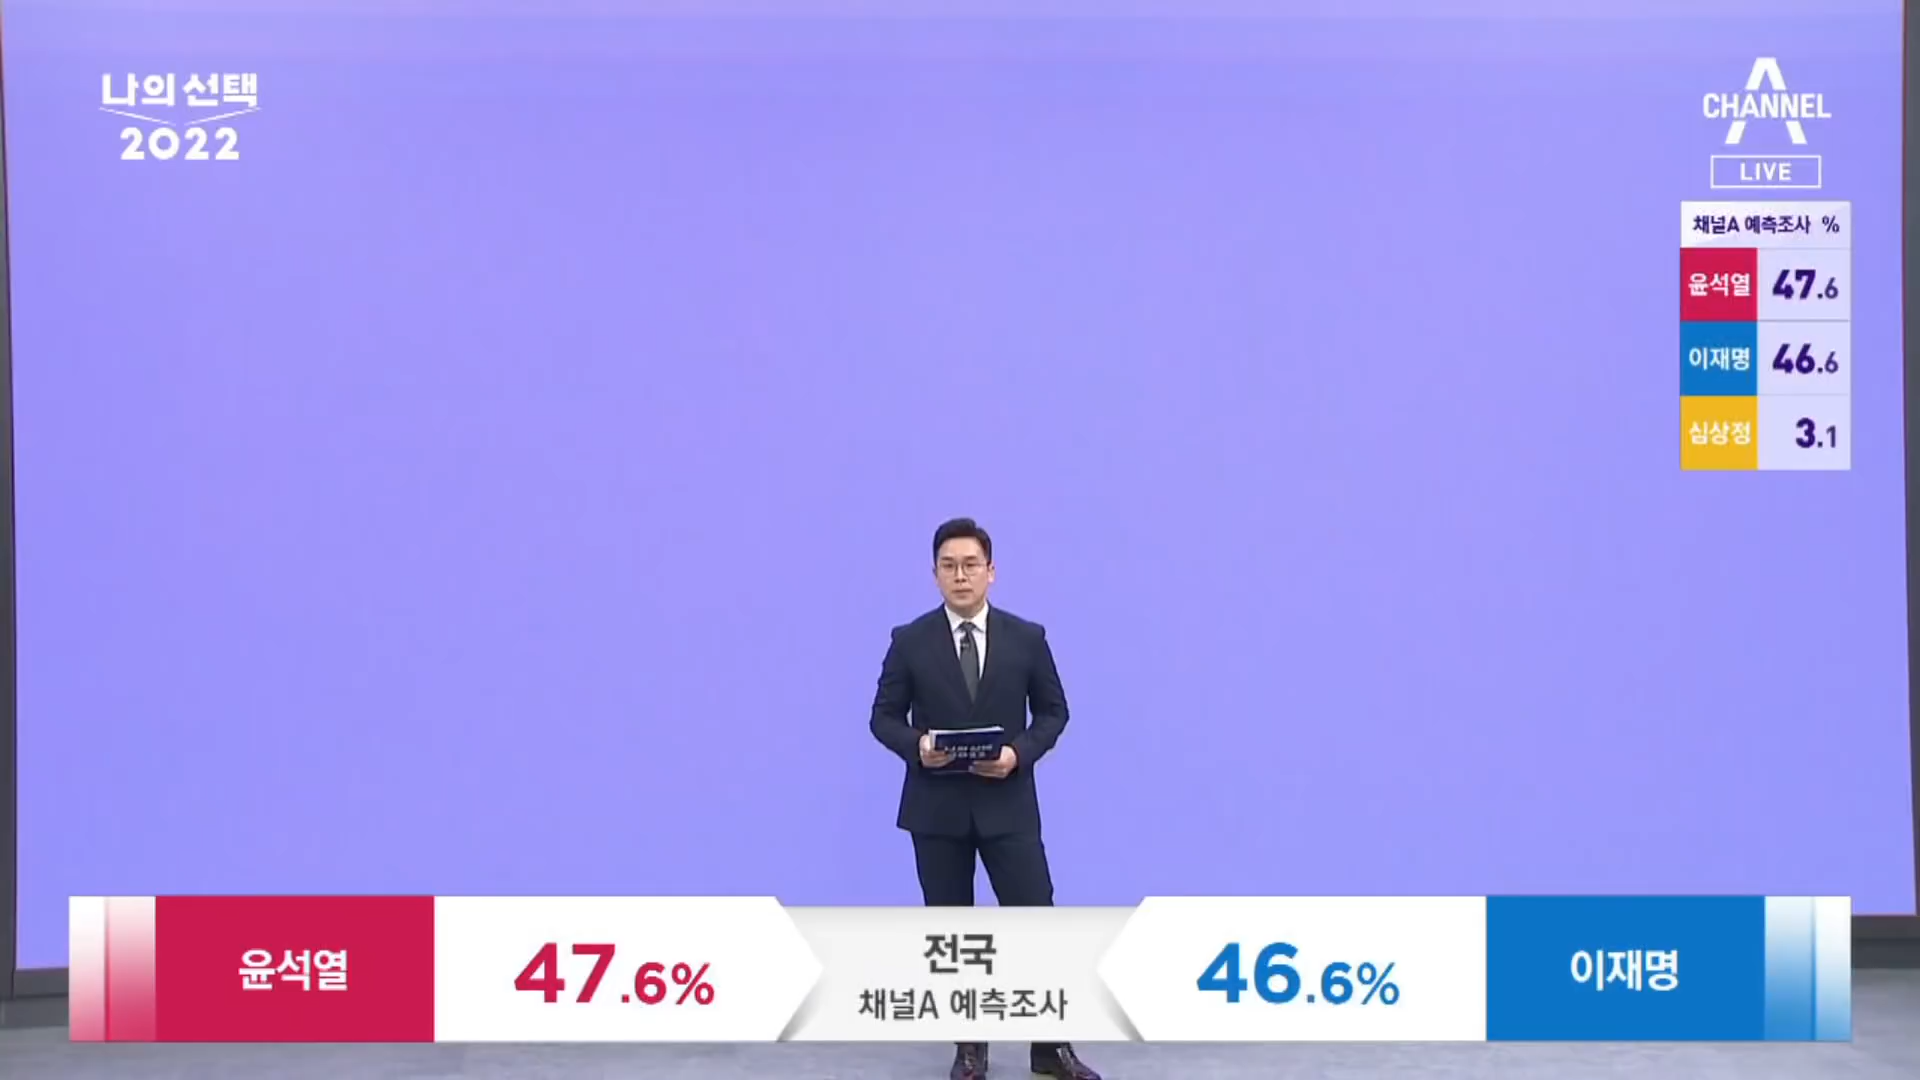 나의 선택
2022
CHANNEL A
LIVE
채널A 예측조사 %
윤석열 47.6
이재명 46.6
심상정 3.1
윤석열 47.6% 전국 46.6% 이재명
채널A 예측조사